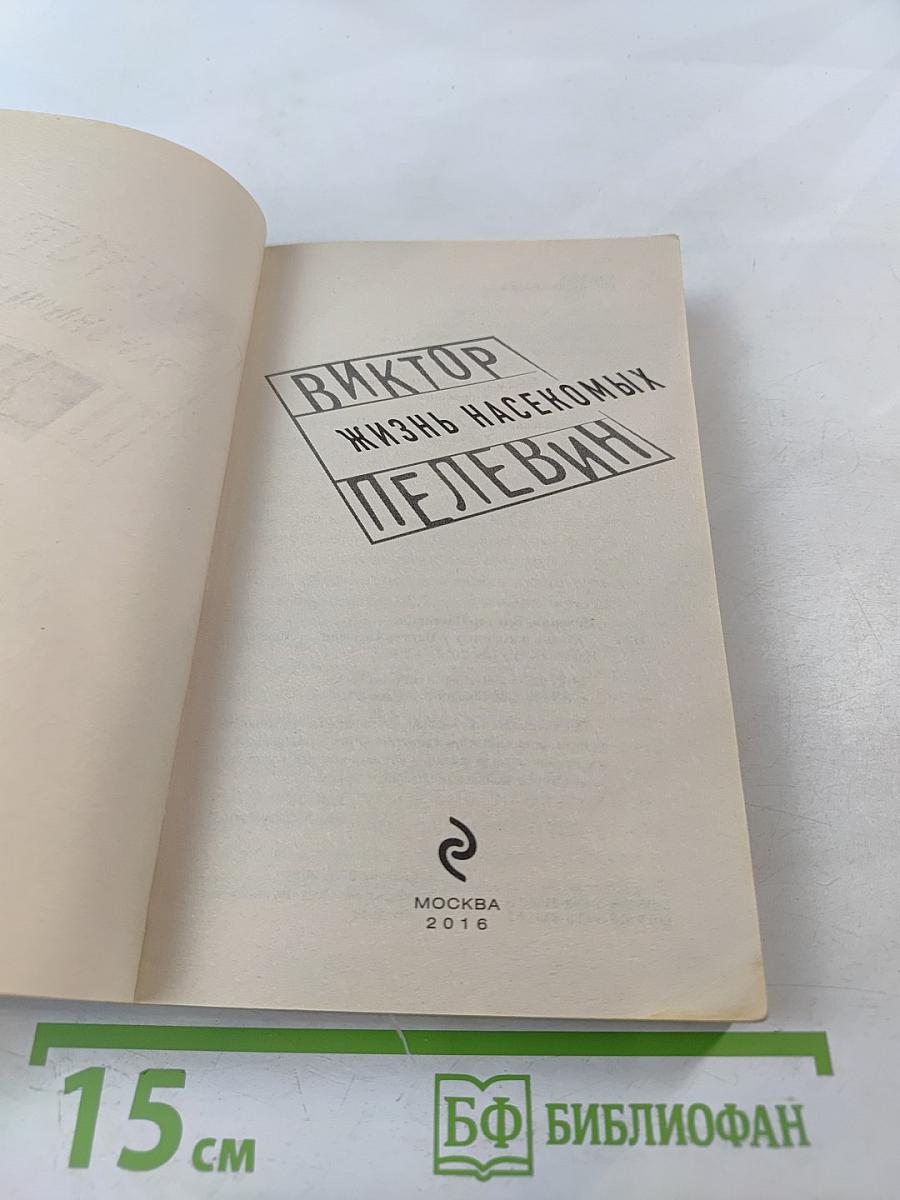 ВИКТОР
ЖИЗНЬ НАСЕКОМЫХ
ПЕЛЕВИН
МОСКВА
2016
15 см
БФ БИБЛИОФАН